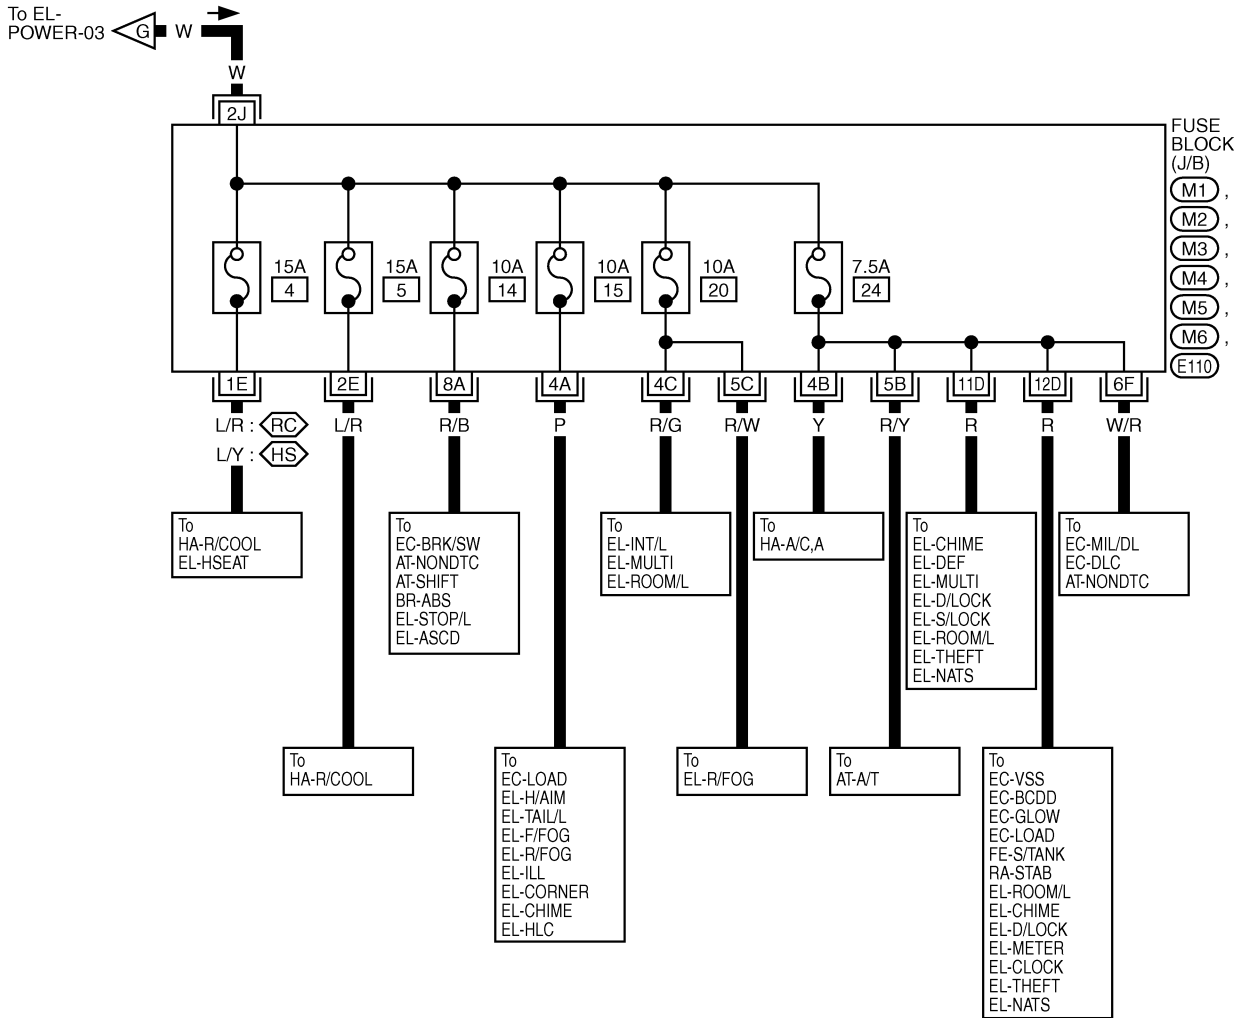 To EL-
POWER-03
G
W
W
2J
FUSE
BLOCK
(J/B)
M1 ,
M2 ,
M3 ,
M4 ,
M5 ,
M6 ,
E110
15A
4
15A
5
10A
14
10A
15
10A
20
7.5A
24
1E
2E
8A
4A
4C
5C
4B
5B
11D
12D
6F
L/R : RC
L/Y : HS
L/R
R/B
P
R/G
R/W
Y
R/Y
R
R
W/R
To
HA-R/COOL
EL-HSEAT
To
EC-BRK/SW
AT-NONDTC
AT-SHIFT
BR-ABS
EL-STOP/L
EL-ASCD
To
EL-INT/L
EL-MULTI
EL-ROOM/L
To
HA-A/C,A
To
EL-CHIME
EL-DEF
EL-MULTI
EL-D/LOCK
EL-S/LOCK
EL-ROOM/L
EL-THEFT
EL-NATS
To
EC-MIL/DL
EC-DLC
AT-NONDTC
To
HA-R/COOL
To
EC-LOAD
EL-H/AIM
EL-TAIL/L
EL-F/FOG
EL-R/FOG
EL-ILL
EL-CORNER
EL-CHIME
EL-HLC
To
EL-R/FOG
To
AT-A/T
To
EC-VSS
EC-BCDD
EC-GLOW
EC-LOAD
FE-S/TANK
RA-STAB
EL-ROOM/L
EL-CHIME
EL-D/LOCK
EL-METER
EL-CLOCK
EL-THEFT
EL-NATS